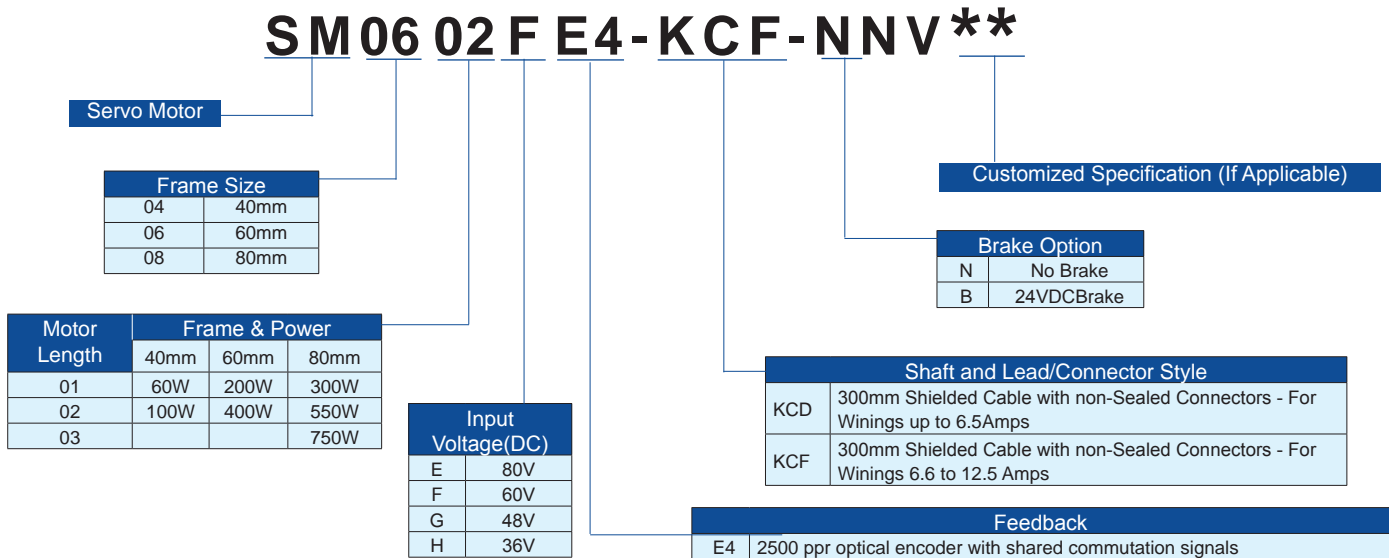 SM0602FE4-KCF-NNV**
Servo Motor
Customized Specification (If Applicable)
Frame Size
04 40mm
06 60mm
08 80mm
Brake Option
N No Brake
B 24VDCBrake
Motor Length Frame & Power
40mm 60mm 80mm
01 60W 200W 300W
02 100W 400W 550W
03 750W
Input
Voltage(DC)
E 80V
F 60V
G 48V
H 36V
Shaft and Lead/Connector Style
KCD 300mm Shielded Cable with non-Sealed Connectors - For
Winings up to 6.5Amps
KCF 300mm Shielded Cable with non-Sealed Connectors - For
Winings 6.6 to 12.5 Amps
Feedback
E4 2500 ppr optical encoder with shared commutation signals